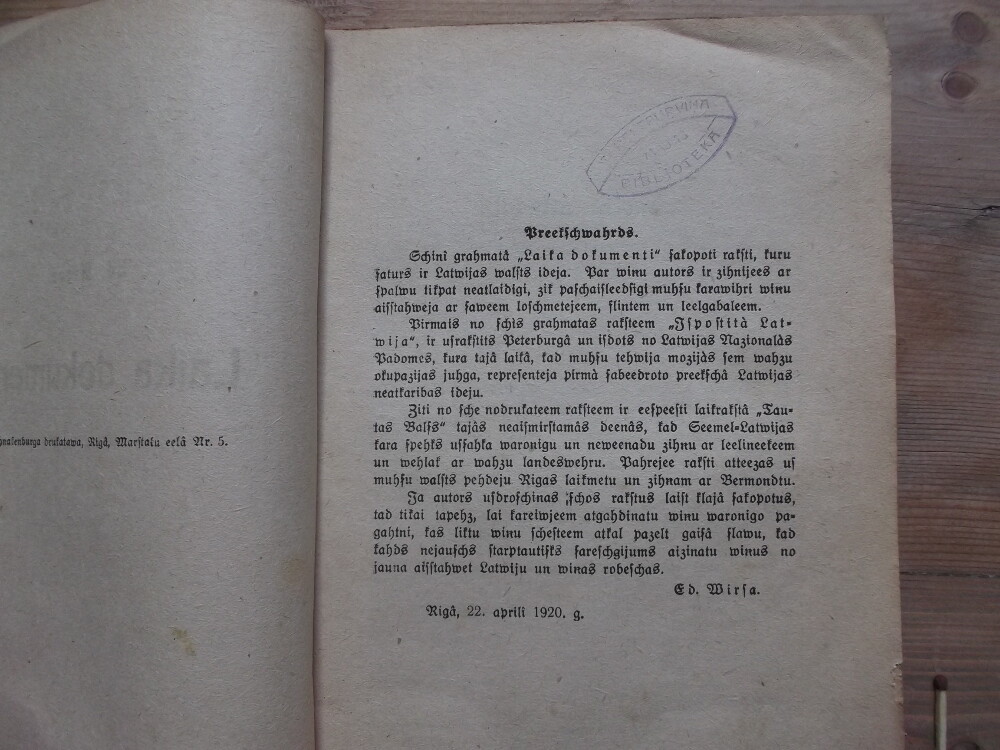 drukatawa, Rigâ, Marstalu eelâ Nr. 5.
BIBLIOTEKA
Preekſchwahrds.
Schinî grahmatâ „Laika dokumenti“ ſakopoti rakſti, kuru
ſaturs ir Latwijas walſts ideja. Par winu autors ir zihnijees ar
ſpalwu tikpat neatlaidigi, zik paſchaisleedſigi muhſu karawihri winu
aiſſtahweja ar ſaweem loſchmetejeem, flintem un leelgabaleem.
Pirmais no ſchis grahmatas rakſteem „Iſpoſtitâ Lat-
wija“, ir uſrakſtits Peterburgâ un iſdots no Latwijas Nazionalâs
Padomes, kura tajâ laikâ, kad muhſu tehwija mozijâs ſem wahzu
okupazijas juhga, repreſenteja pirmâ ſabeedroto preekſchâ Latwijas
neatkaribas ideju.
Ziti no ſche nodrukateem rakſteem ir eeſpeeſti laikrakſtâ „Tau-
tas Balſs“ tajâs neaiſmirſtamâs deenâs, kad Seemel=Latwijas
kara ſpehks uſſahka waronigu un neweenadu zihnu ar leelineekeem
un wehlak ar wahzu landeswehru. Pahrejee rakſti atteezas uſ
muhſu walſts pehdeju Rigas laikmetu un zihnam ar Bermondtu.
Ja autors uſdroſchinas ſchos rakſtus laiſt klajâ ſakopotus,
tad tikai tapehz, lai kareiwjeem atgahdinatu winu waronigo pa-
gahtni, kas liktu winu ſcheſteem atkal pazelt gaiſâ ſlawu, kad
kahds nejauſchs ſtarptautiſks ſareſchgijums aizinatu winus no
jauna aiſſtahwet Latwiju un winas robeſchas.
Ed. Wirſa.
Rigâ, 22. aprilî 1920. g.